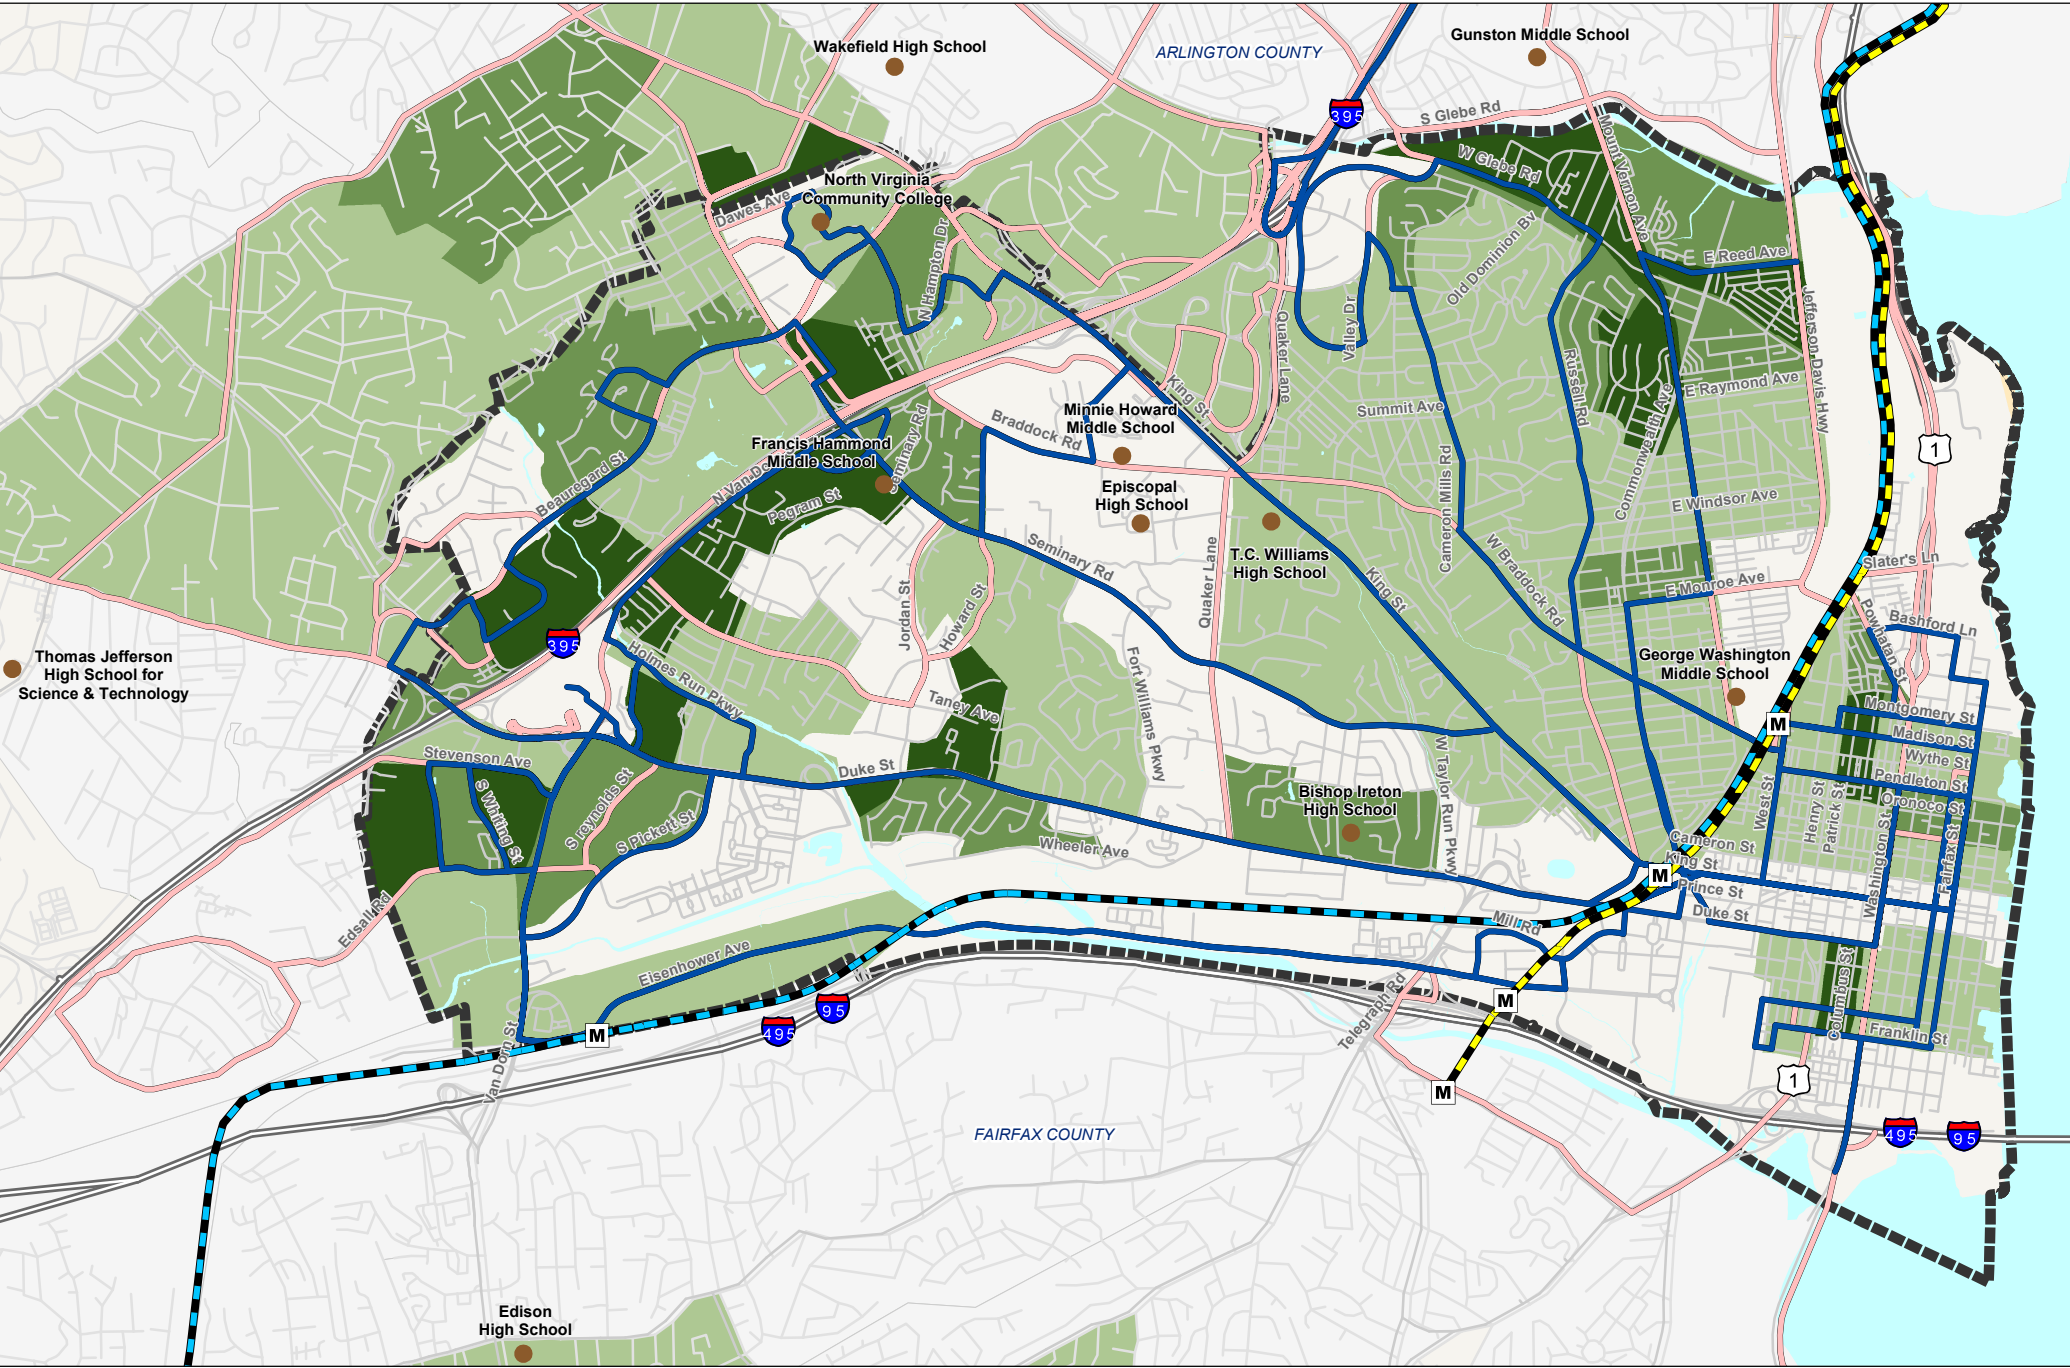 Wakefield High School
ARLINGTON COUNTY
Gunston Middle School
395
S Glebe Rd
Mount Vernon Ave
W Glebe Rd
North Virginia
Community College
Dawes Ave
N Hampton Dr
Old Dominion Bv
E Reed Ave
Jefferson Davis Hwy
Quaker Lane
Valley Dr
Russell Rd
E Raymond Ave
Commonwealth Ave
King St
Summit Ave
Minnie Howard
Middle School
Braddock Rd
Francis Hammond
Middle School
Seminary Rd
1
Beauregard St
N Van Do
Pegram St
Cameron Mills Rd
Episcopal
High School
E Windsor Ave
T.C. Williams
High School
Seminary Rd
Quaker Lane
King St
W Braddock Rd
E Monroe Ave
Slater's Ln
Jordan St
Howard St
Powhatan St
Bashford Ln
395
Thomas Jefferson
High School for
Science & Technology
Holmes Run Pkwy
Fort Williams Pkwy
George Washington
Middle School
Taney Ave
Montgomery St
M
Madison St
Wythe St
Pendleton St
Oronoco St
Stevenson Ave
S Whiting St
S reynolds St
S Pickett St
Duke St
W Taylor Run Pkwy
Bishop Ireton
High School
West St
Henry St
Patrick St
Washington St
Fairfax St
Wheeler Ave
Cameron St
King St
M
Prince St
Duke St
Edsall Rd
Mill Rd
Eisenhower Ave
Telegraph Rd
Columbus St
Franklin St
M
95
495
M
Van Dorn St
M
1
FAIRFAX COUNTY
495
95
Edison
High School